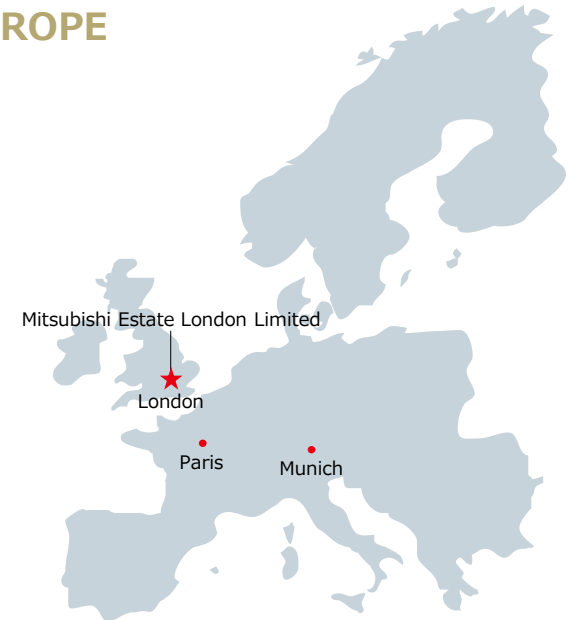 ROPE
Mitsubishi Estate London Limited
London
Paris
Munich